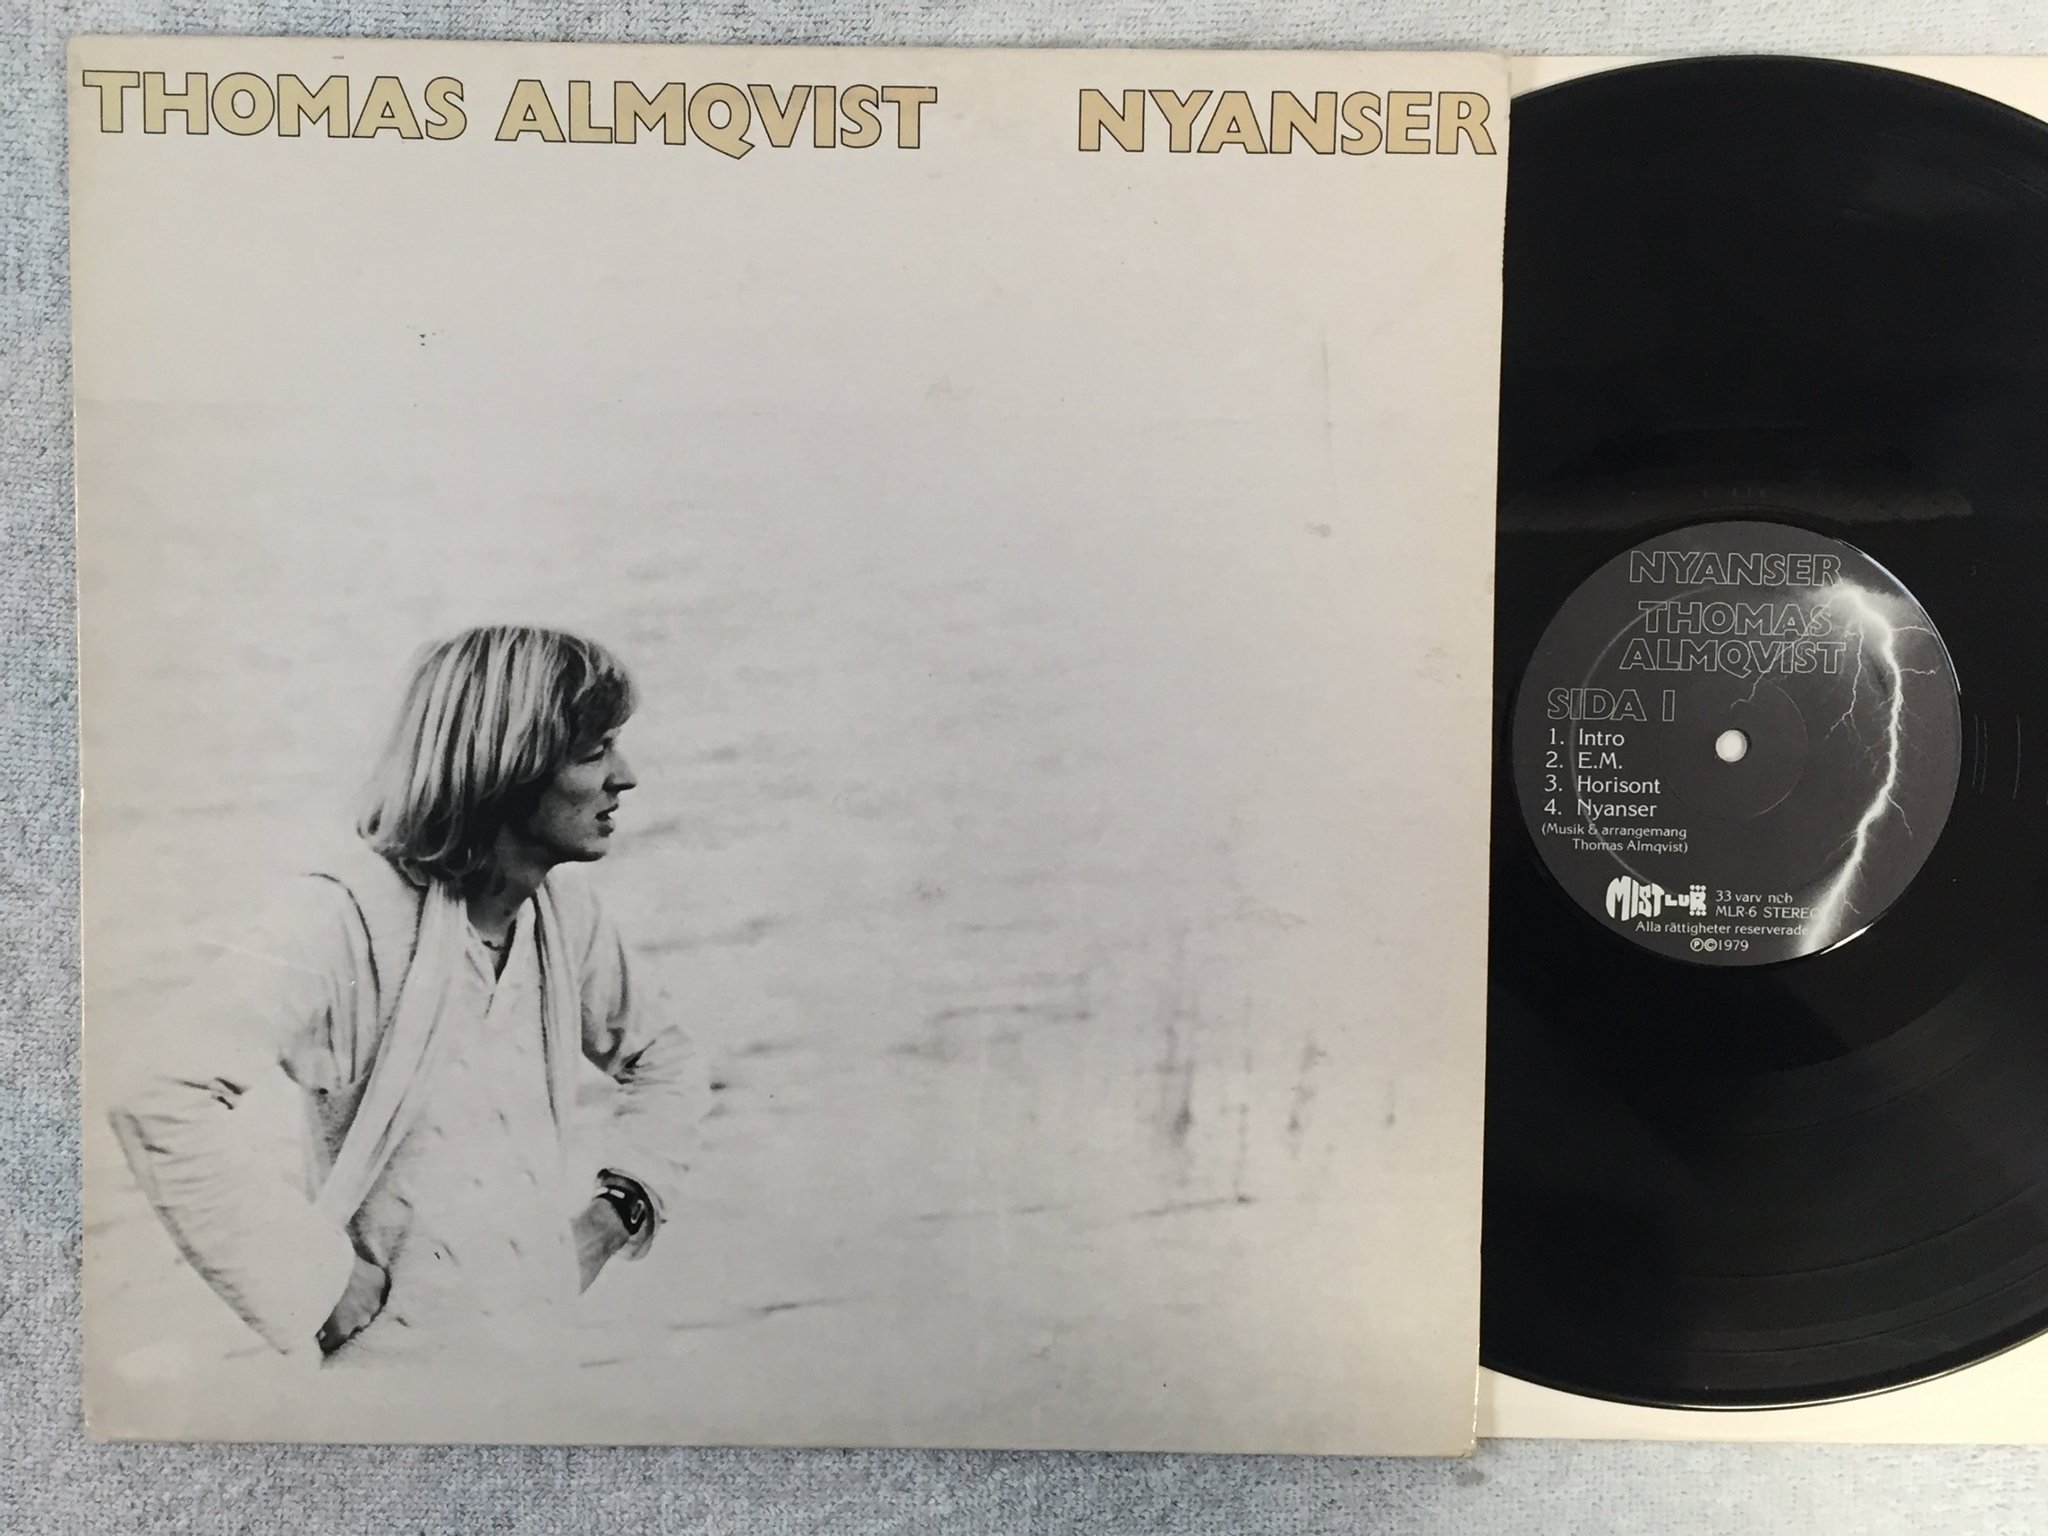 THOMAS ALMQVIST NYANSER
NYANSER
THOMAS
ALMQVIST
SIDA 1
1. Intro
2. E.M.
3. Horisont
4. Nyanser
(Musik & arrangemang
Thomas Almqvist)
MISTLUR
33 varv ncb
MLR-6 STEREO
Alla rättigheter reserverade
℗©1979